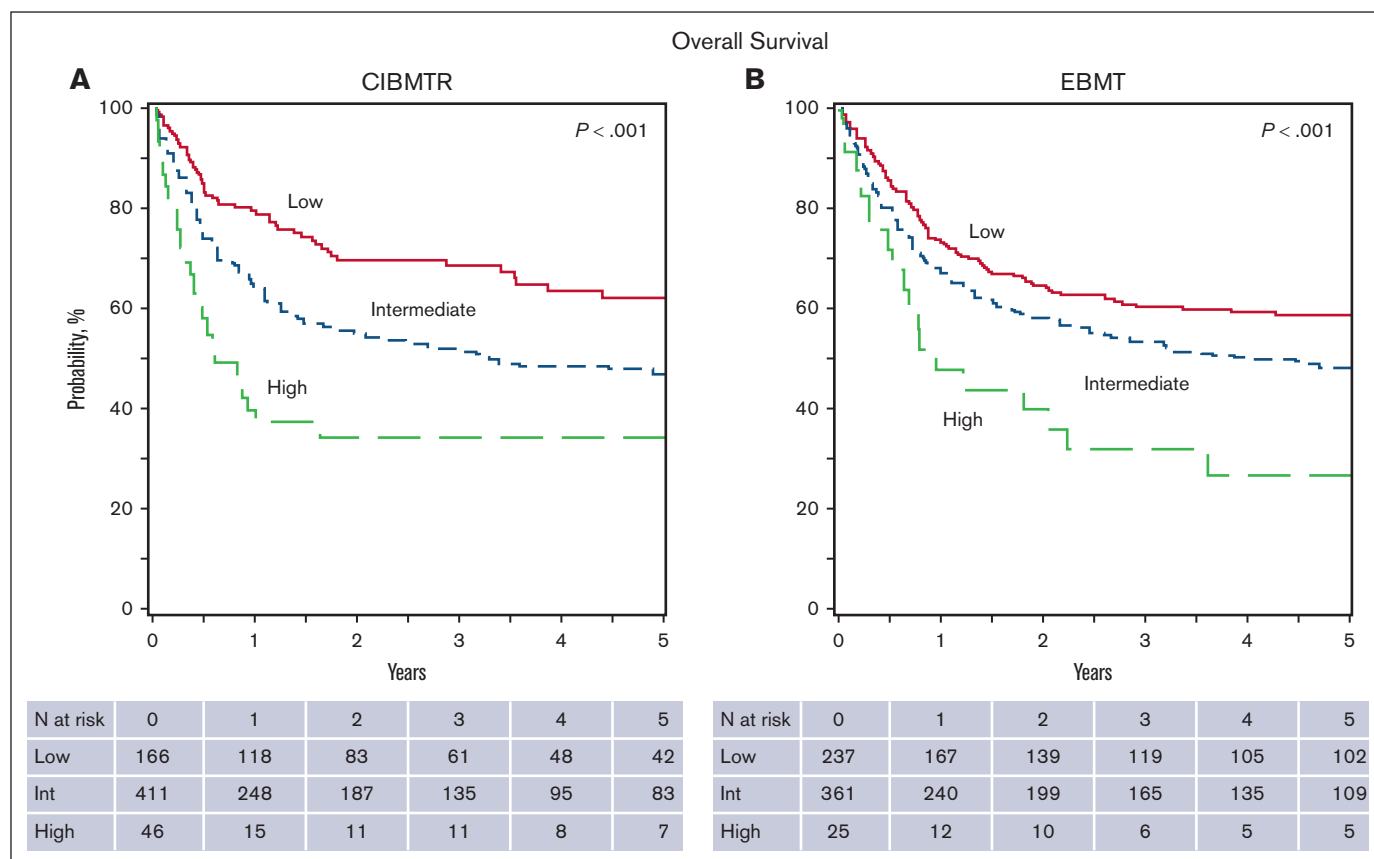 Overall Survival
A
CIBMTR
P < .001
Probability, %
100
80
60
40
20
0
Low
Intermediate
High
0 1 2 3 4 5
Years
N at risk 0 1 2 3 4 5
Low 166 118 83 61 48 42
Int 411 248 187 135 95 83
High 46 15 11 11 8 7
B
EBMT
P < .001
100
80
60
40
20
0
Low
Intermediate
High
0 1 2 3 4 5
Years
N at risk 0 1 2 3 4 5
Low 237 167 139 119 105 102
Int 361 240 199 165 135 109
High 25 12 10 6 5 5